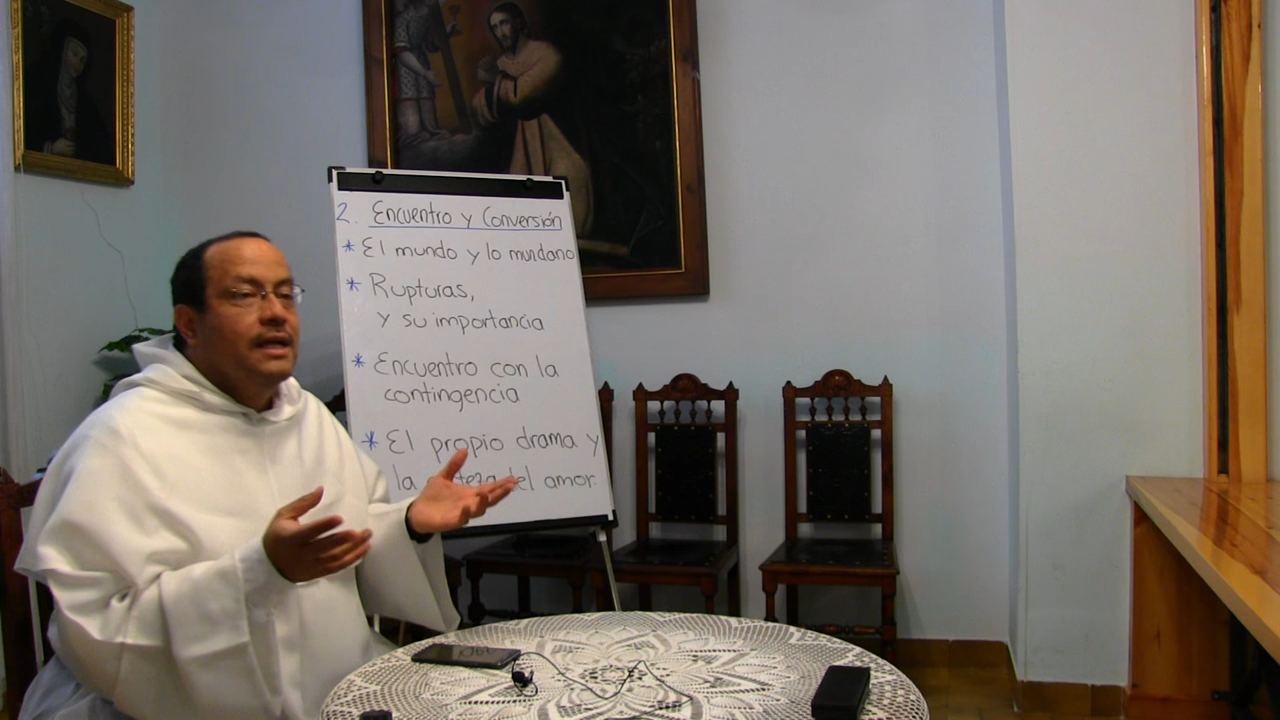 2. Encuentro y Conversión
* El mundo y lo mundano
* Rupturas,
y su importancia
* Encuentro con la
contingencia
* El propio drama y
la del amor.